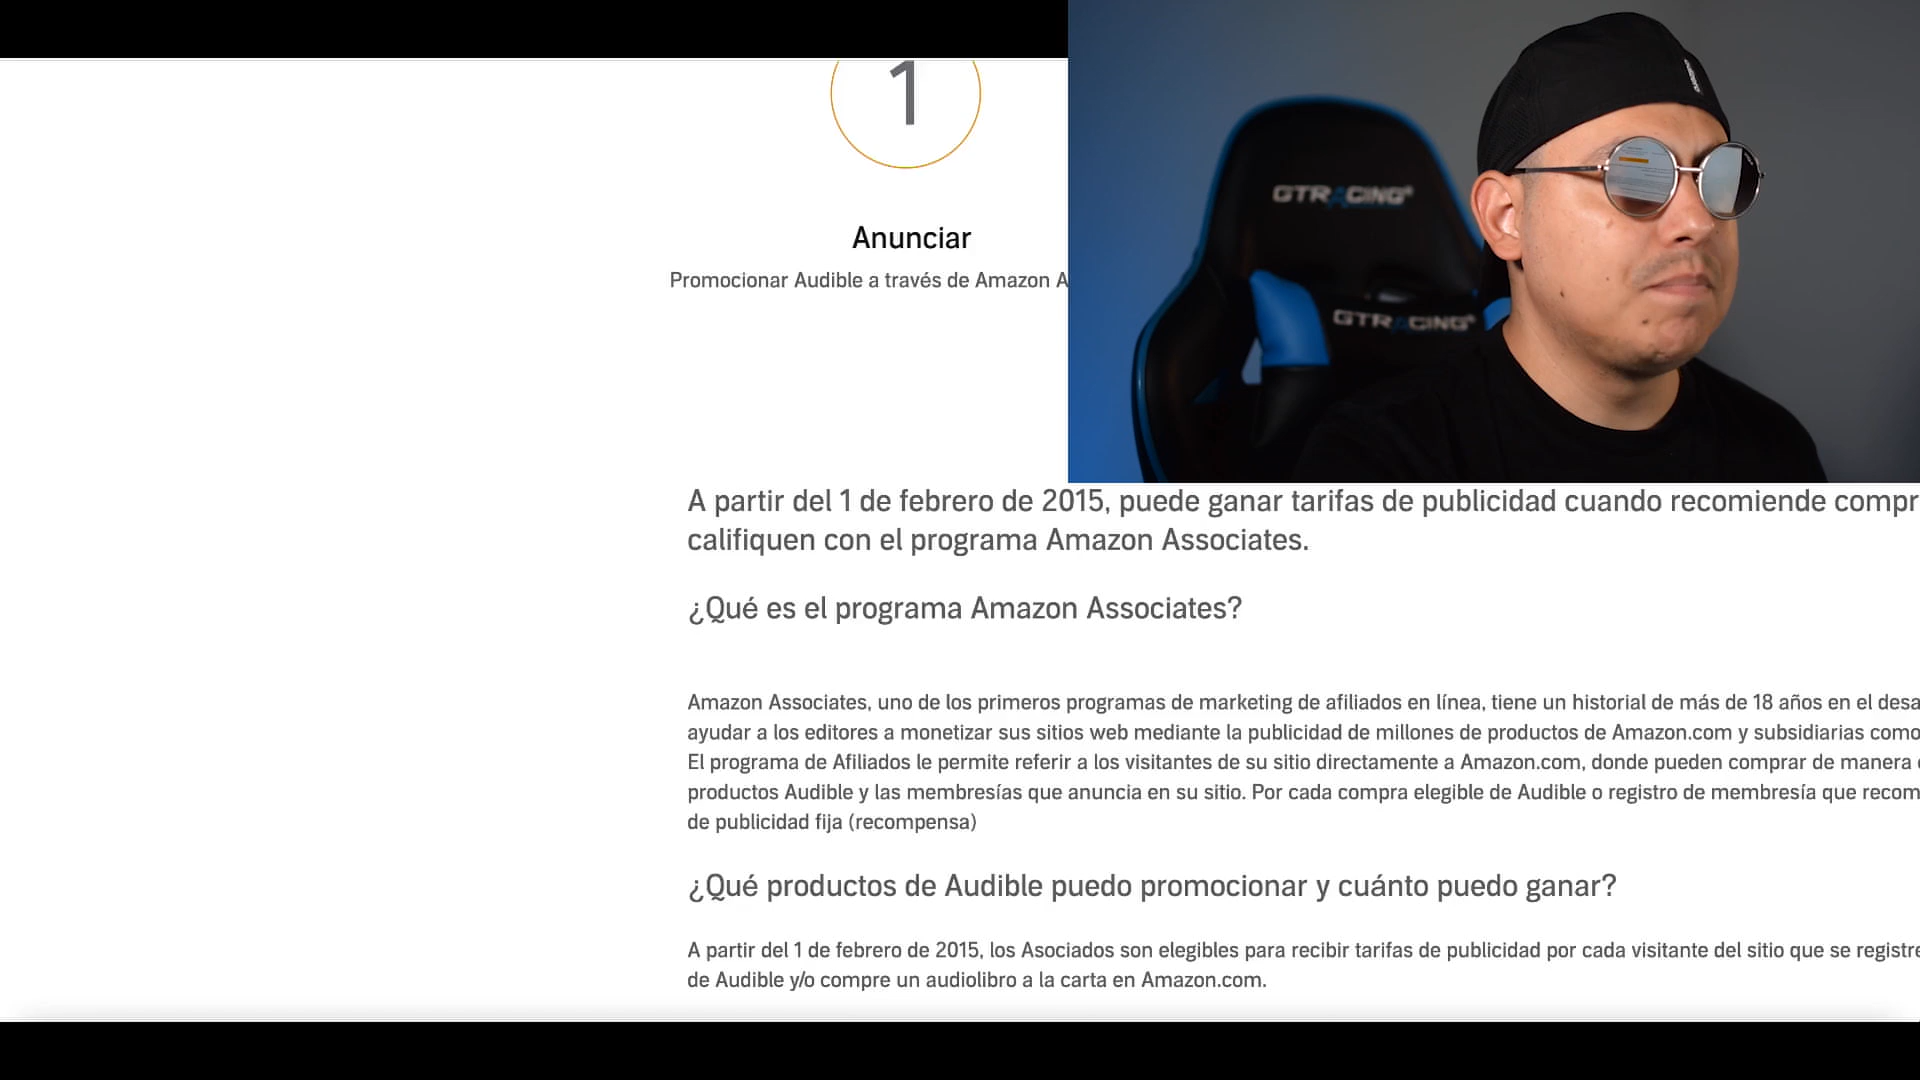 1
Anunciar
Promocionar Audible a través de Amazon A
GTRACING
GTRACING
A partir del 1 de febrero de 2015, puede ganar tarifas de publicidad cuando recomiende compr
califiquen con el programa Amazon Associates.
¿Qué es el programa Amazon Associates?
Amazon Associates, uno de los primeros programas de marketing de afiliados en línea, tiene un historial de más de 18 años en el desa
ayudar a los editores a monetizar sus sitios web mediante la publicidad de millones de productos de Amazon.com y subsidiarias como
El programa de Afiliados le permite referir a los visitantes de su sitio directamente a Amazon.com, donde pueden comprar de manera
productos Audible y las membresías que anuncia en su sitio. Por cada compra elegible de Audible o registro de membresía que recom
de publicidad fija (recompensa)
¿Qué productos de Audible puedo promocionar y cuánto puedo ganar?
A partir del 1 de febrero de 2015, los Asociados son elegibles para recibir tarifas de publicidad por cada visitante del sitio que se registre
de Audible y/o compre un audiolibro a la carta en Amazon.com.